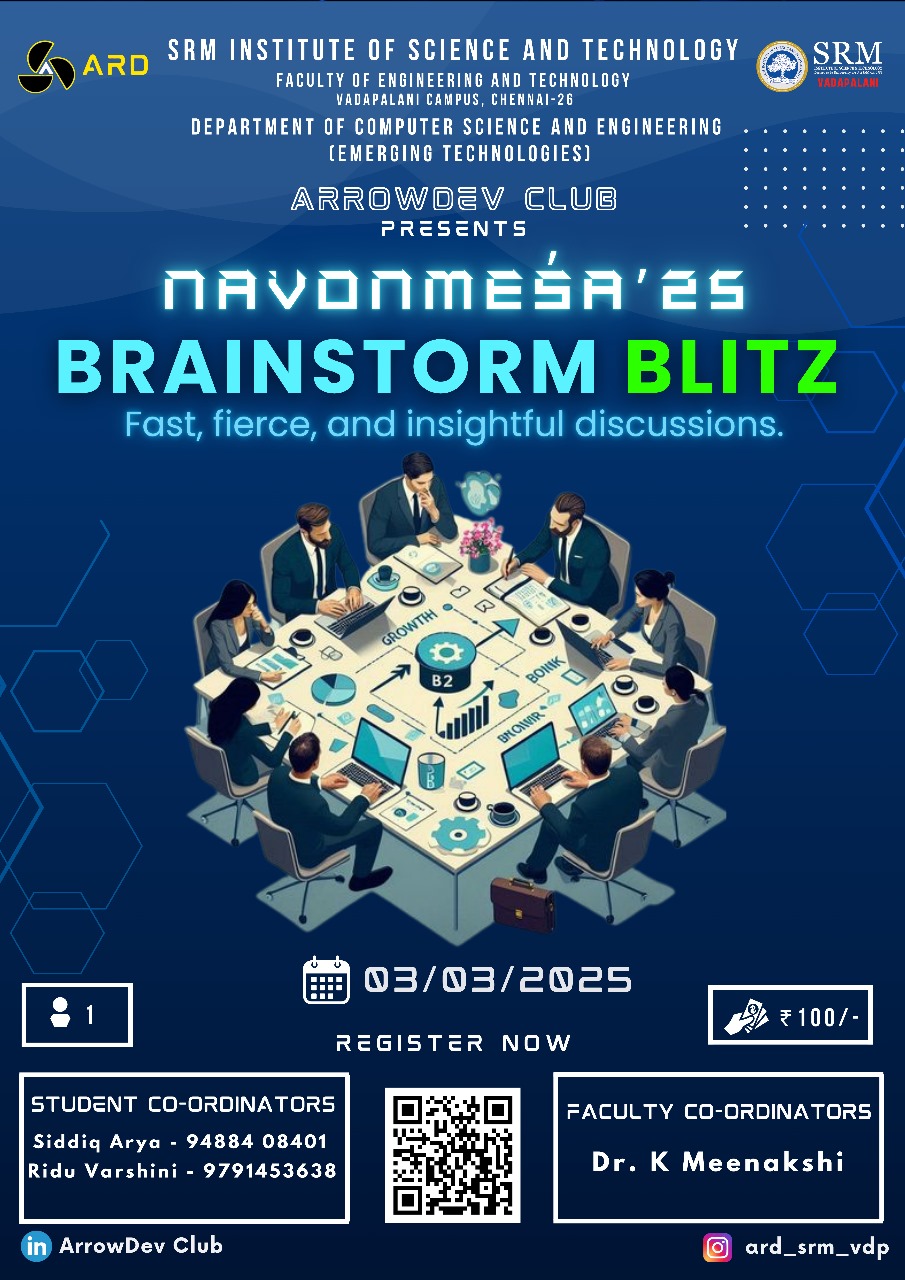 ARD
SRM INSTITUTE OF SCIENCE AND TECHNOLOGY
FACULTY OF ENGINEERING AND TECHNOLOGY
VADAPALANI CAMPUS, CHENNAI-26
SRM
VADAPALANI
DEPARTMENT OF COMPUTER SCIENCE AND ENGINEERING
(EMERGING TECHNOLOGIES)
ARROWDEV CLUB
PRESENTS
NAVONMEŚA'25
BRAINSTORM BLITZ
Fast, fierce, and insightful discussions.
GROWTH
B2
03/03/2025
1
₹100/-
REGISTER NOW
STUDENT CO-ORDINATORS
Siddiq Arya - 94884 08401
Ridu Varshini - 9791453638
FACULTY CO-ORDINATORS
Dr. K Meenakshi
in ArrowDev Club
ard_srm_vdp